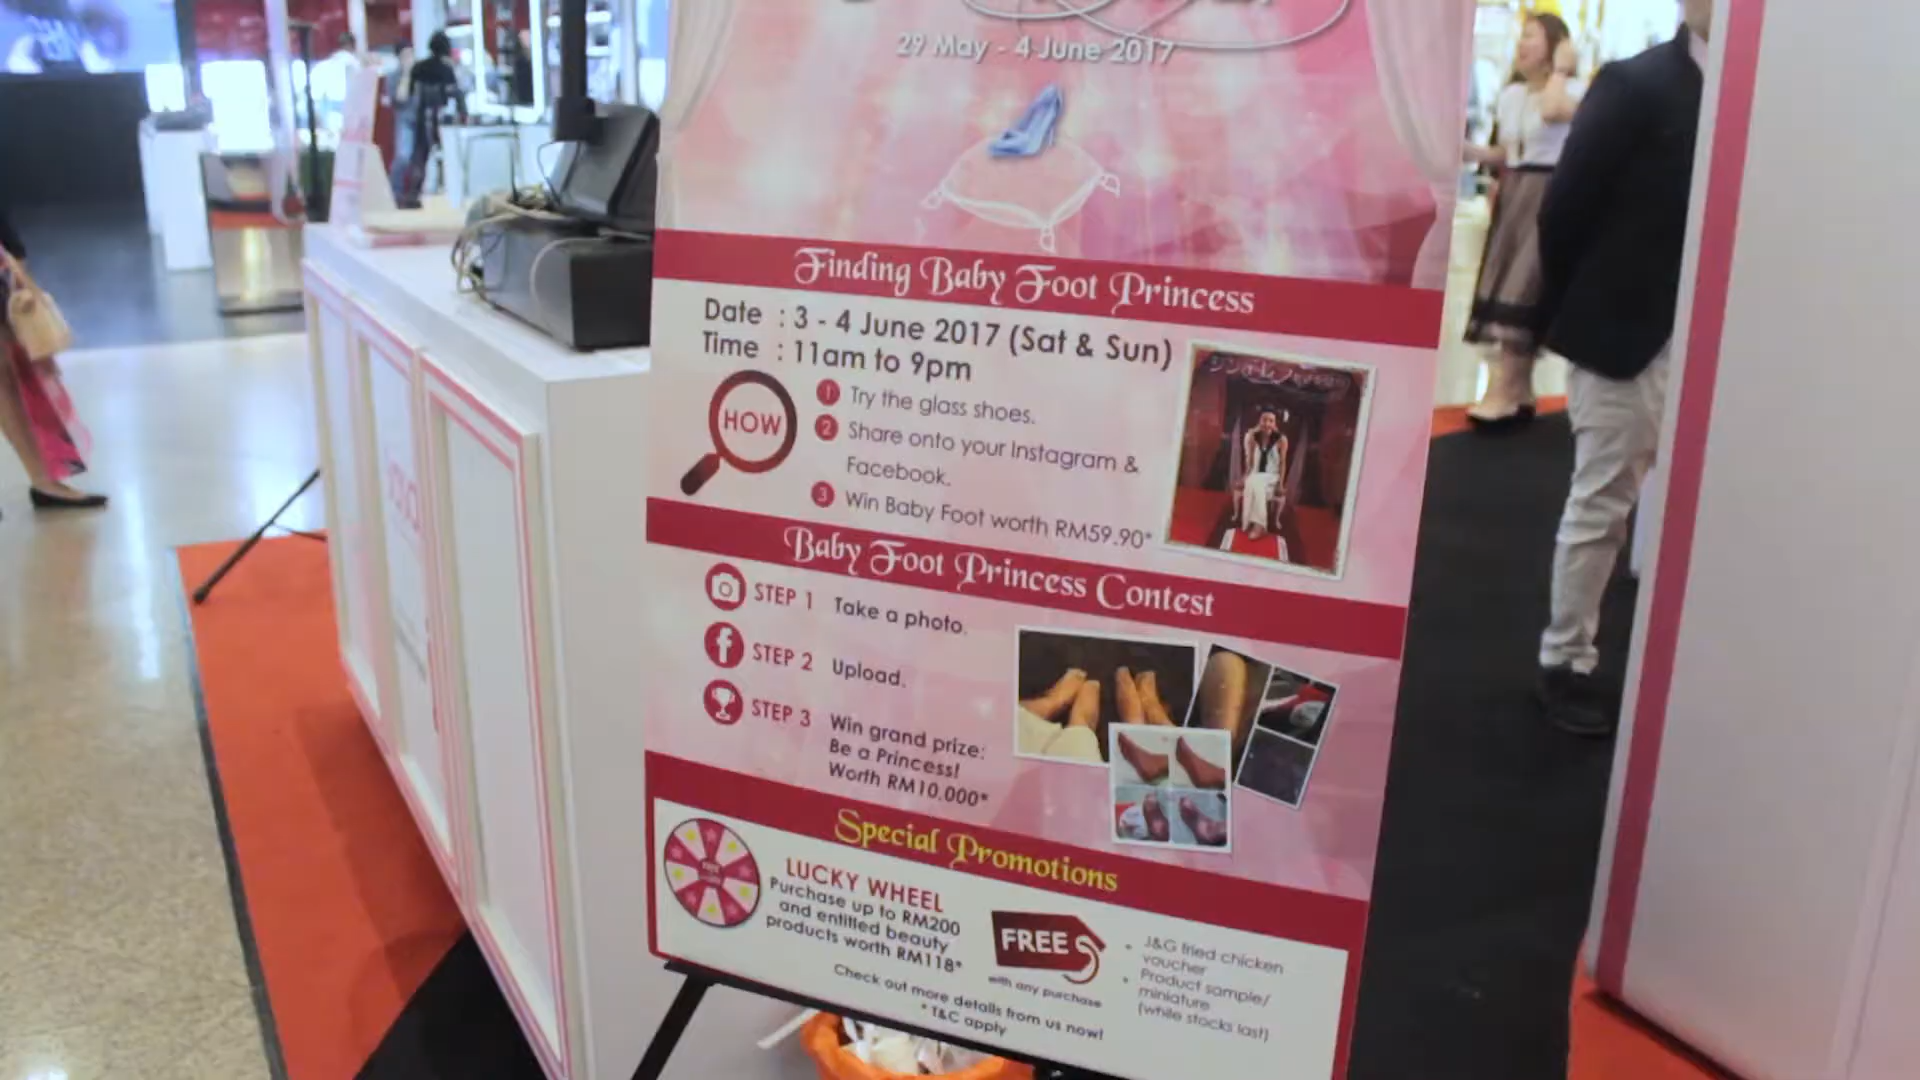 29 May - 4 June 2017
Finding Baby Foot Princess
Date : 3 - 4 June 2017 (Sat & Sun)
Time : 11am to 9pm
HOW
1 Try the glass shoes.
2 Share onto your Instagram &
Facebook.
3 Win Baby Foot worth RM59.90*
Baby Foot Princess Contest
STEP 1 Take a photo.
STEP 2 Upload.
STEP 3 Win grand prize:
Be a Princess!
Worth RM10.000*
Special Promotions
LUCKY WHEEL
Purchase up to RM200
and entitled beauty
products worth RM118*
FREE
with any purchase
• J&G fried chicken
voucher
• Product sample/
miniature
(while stocks last)
Check out more details from us now!
* T&C apply